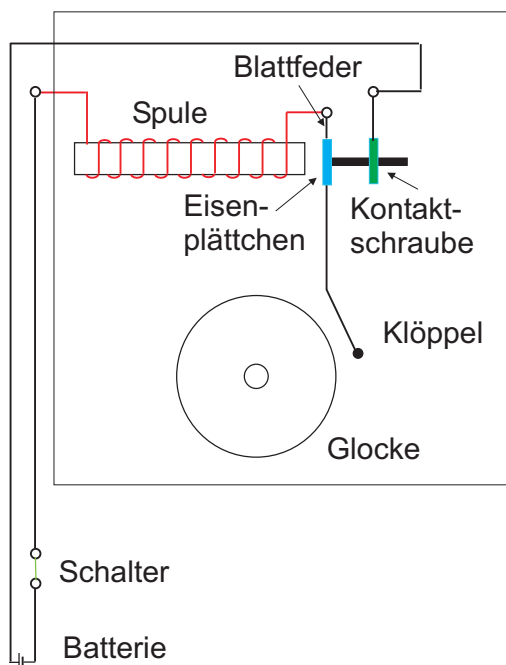 Blattfeder
Spule
Eisen-
plättchen
Kontakt-
schraube
Klöppel
Glocke
Schalter
Batterie